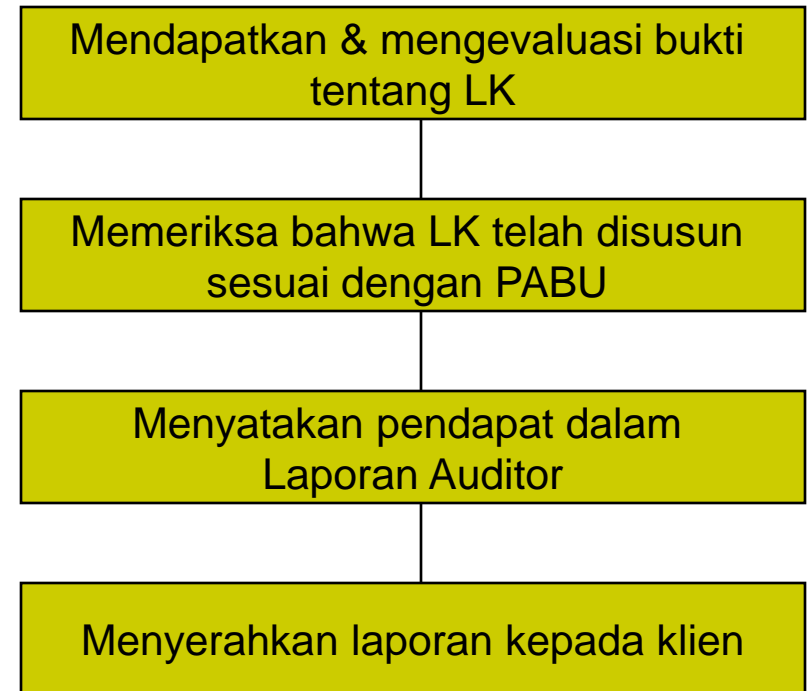 Mendapatkan & mengevaluasi bukti
tentang LK
Memeriksa bahwa LK telah disusun
sesuai dengan PABU
Menyatakan pendapat dalam
Laporan Auditor
Menyerahkan laporan kepada klien